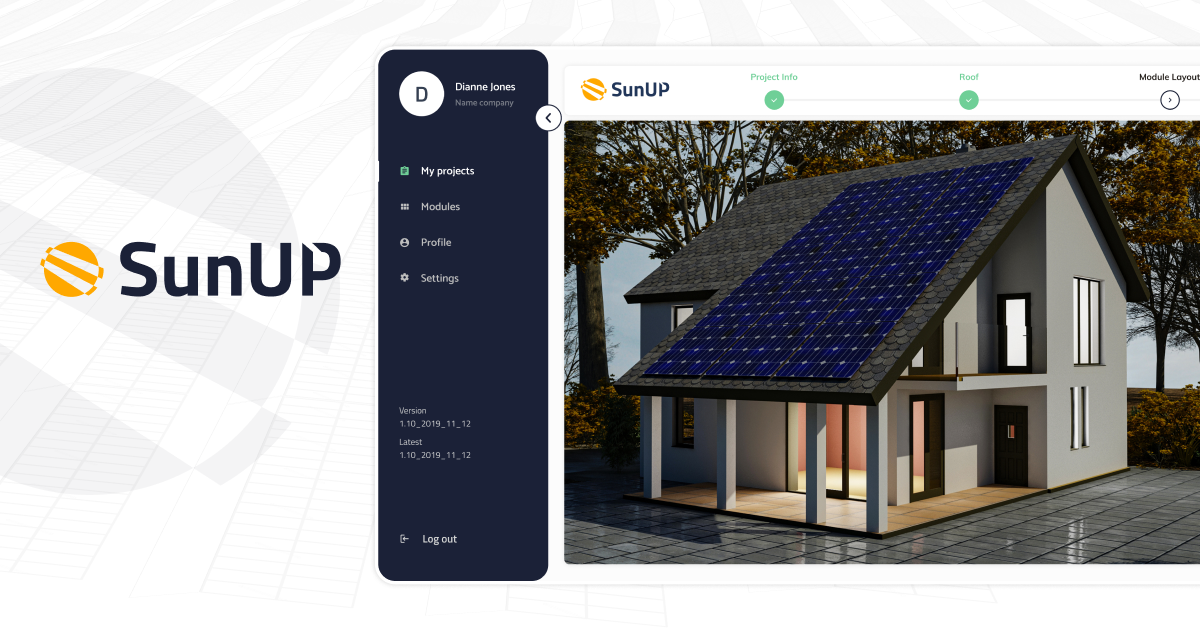 SunUP
D
Dianne Jones
Name company
My projects
Modules
Profile
Settings
Version
1.10_2019_11_12
Latest
1.10_2019_11_12
Log out
SunUP
Project Info
Roof
Module Layout